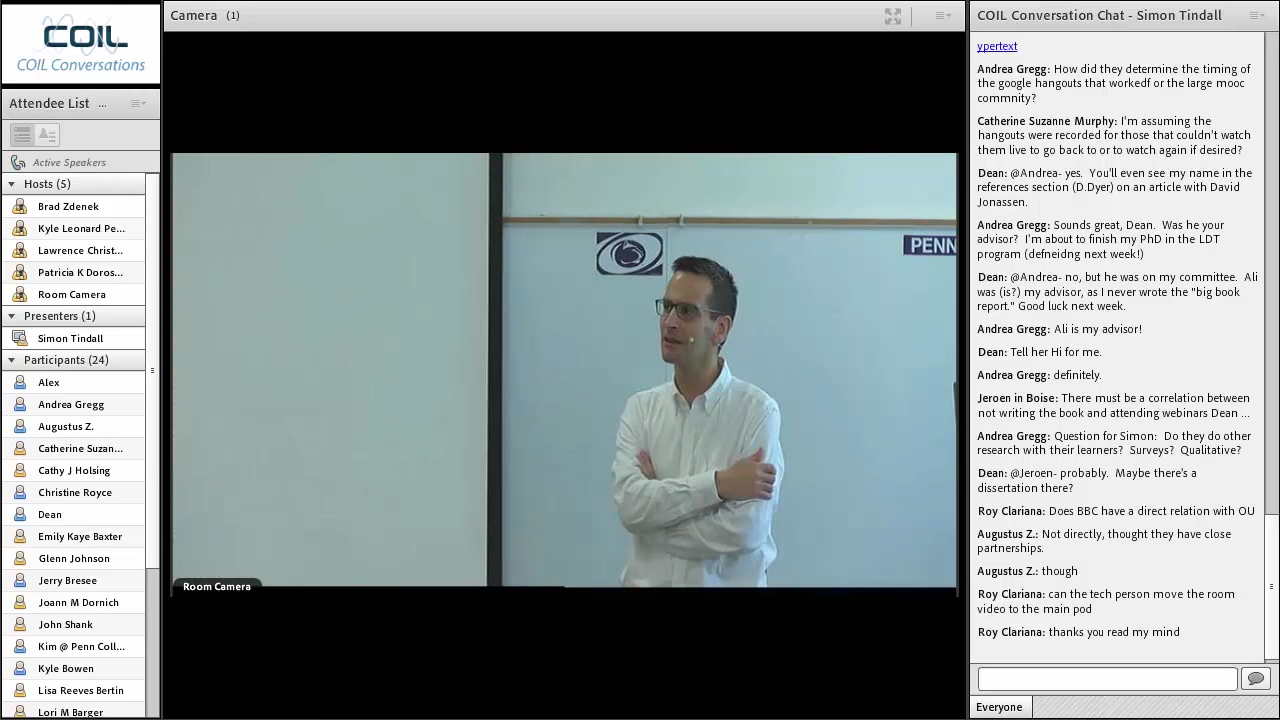 COIL
COIL Conversations
Attendee List ...
Active Speakers
Hosts (5)
Brad Zdenek
Kyle Leonard Pe...
Lawrence Christ...
Patricia K Doros...
Room Camera
Presenters (1)
Simon Tindall
Participants (24)
Alex
Andrea Gregg
Augustus Z.
Catherine Suzan...
Cathy J Holsing
Christine Royce
Dean
Emily Kaye Baxter
Glenn Johnson
Jerry Bresee
Joann M Dornich
John Shank
Kim @ Penn Coll...
Kyle Bowen
Lisa Reeves Bertin
Lori M Barger
Camera (1)
PENN
Room Camera
COIL Conversation Chat - Simon Tindall
ypertext
Andrea Gregg: How did they determine the timing of
the google hangouts that workedf or the large mooc
commnity?
Catherine Suzanne Murphy: I'm assuming the
hangouts were recorded for those that couldn't watch
them live to go back to or to watch again if desired?
Dean: @Andrea- yes. You'll even see my name in the
references section (D.Dyer) on an article with David
Jonassen.
Andrea Gregg: Sounds great, Dean. Was he your
advisor? I'm about to finish my PhD in the LDT
program (defneidng next week!)
Dean: @Andrea- no, but he was on my committee. Ali
was (is?) my advisor, as I never wrote the "big book
report." Good luck next week.
Andrea Gregg: Ali is my advisor!
Dean: Tell her Hi for me.
Andrea Gregg: definitely.
Jeroen in Boise: There must be a correlation between
not writing the book and attending webinars Dean ...
Andrea Gregg: Question for Simon: Do they do other
research with their learners? Surveys? Qualitative?
Dean: @Jeroen- probably. Maybe there's a
dissertation there?
Roy Clariana: Does BBC have a direct relation with OU
Augustus Z.: Not directly, thought they have close
partnerships.
Augustus Z.: though
Roy Clariana: can the tech person move the room
video to the main pod
Roy Clariana: thanks you read my mind
Everyone